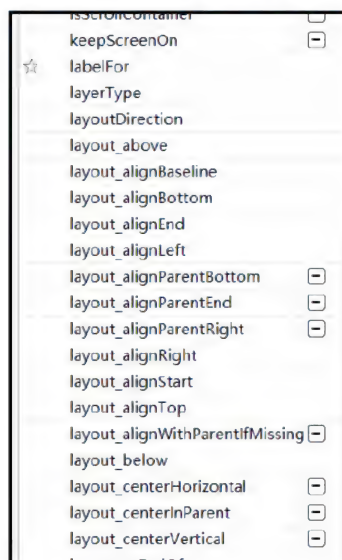 isScrollContainer
keepScreenOn
labelFor
layerType
layoutDirection
layout_above
layout_alignBaseline
layout_alignBottom
layout_alignEnd
layout_alignLeft
layout_alignParentBottom
layout_alignParentEnd
layout_alignParentRight
layout_alignRight
layout_alignStart
layout_alignTop
layout_alignWithParentIfMissing
layout_below
layout_centerHorizontal
layout_centerInParent
layout_centerVertical